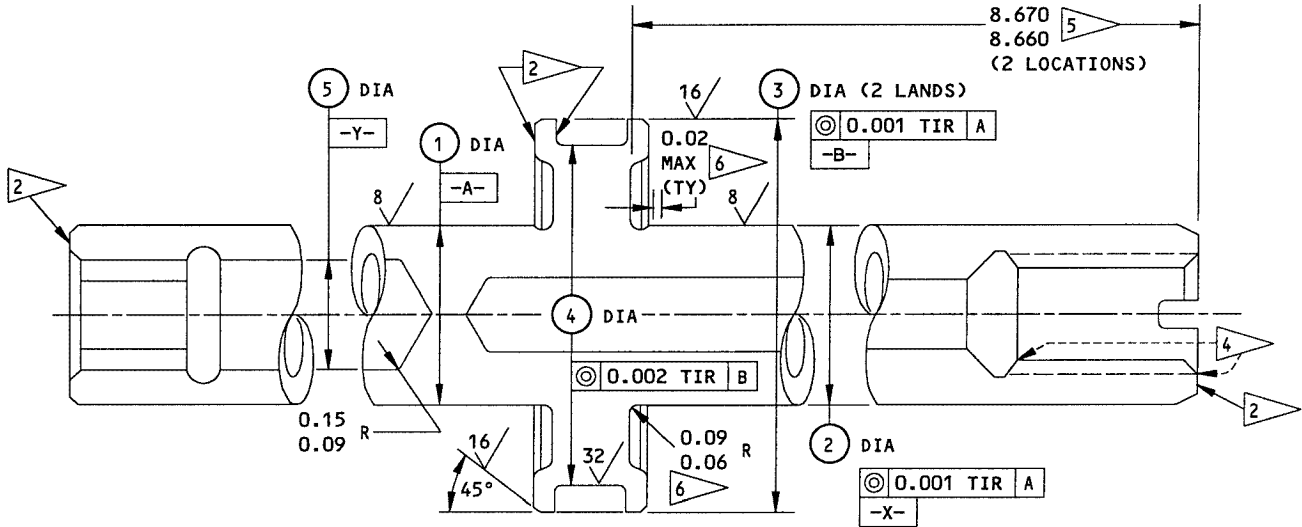 8.670
8.660 5
(2 LOCATIONS)
2
5 DIA
-Y-
16
3 DIA (2 LANDS)
◎ 0.001 TIR A
-B-
1 DIA
-A-
0.02
MAX 6
(TY)
2
8
8
4 DIA
4
◎ 0.002 TIR B
2
0.15
0.09 R
16
45°
32
0.09
0.06 R
6
2 DIA
◎ 0.001 TIR A
-X-